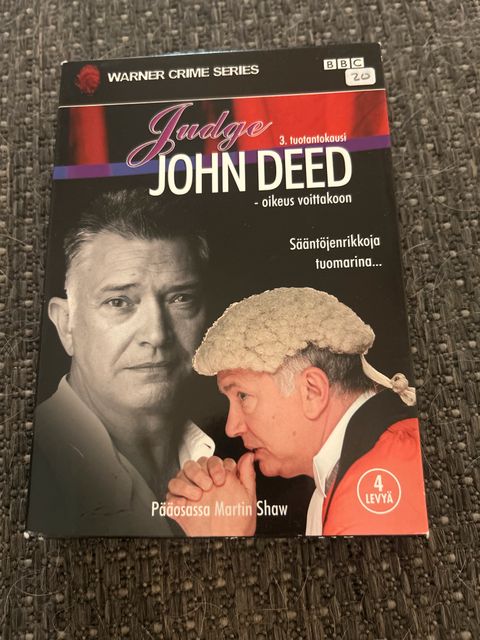 WARNER CRIME SERIES
BBC
20
Judge
3. tuotantokausi
JOHN DEED
- oikeus voittakoon
Sääntöjenrikkoja
tuomarina...
Pääosassa Martin Shaw
4
LEVYÄ